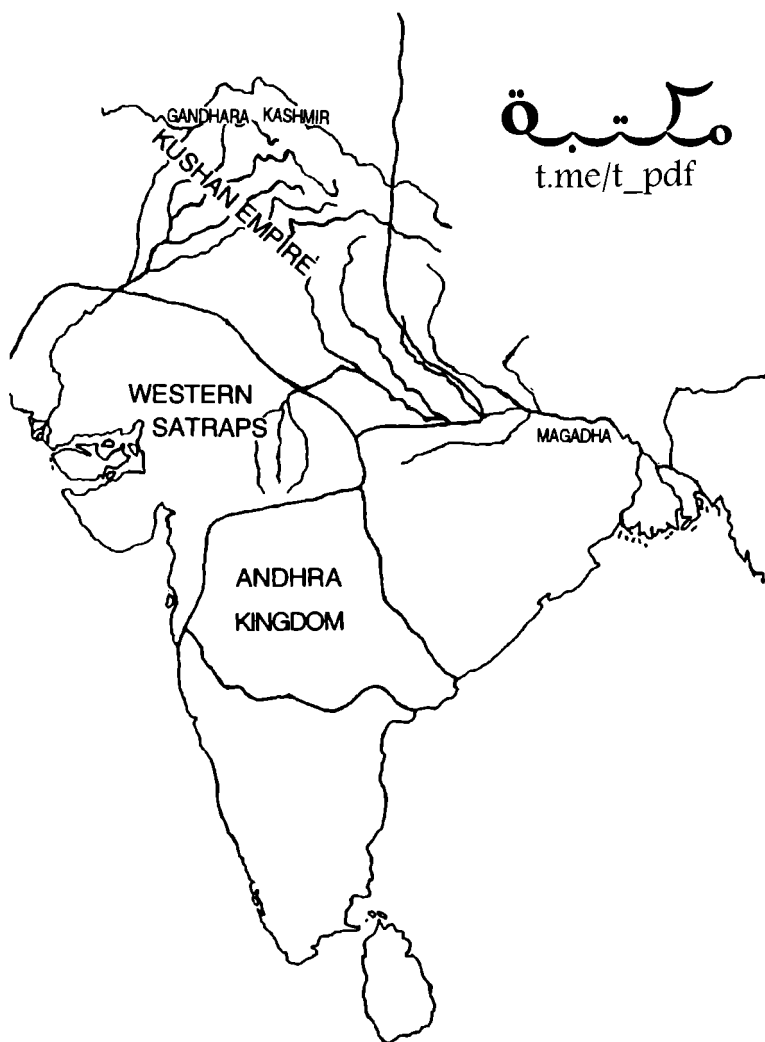 مكتبة
t.me/t_pdf
GANDHARA KASHMIR
KUSHAN EMPIRE
WESTERN
SATRAPS
MAGADHA
ANDHRA
KINGDOM